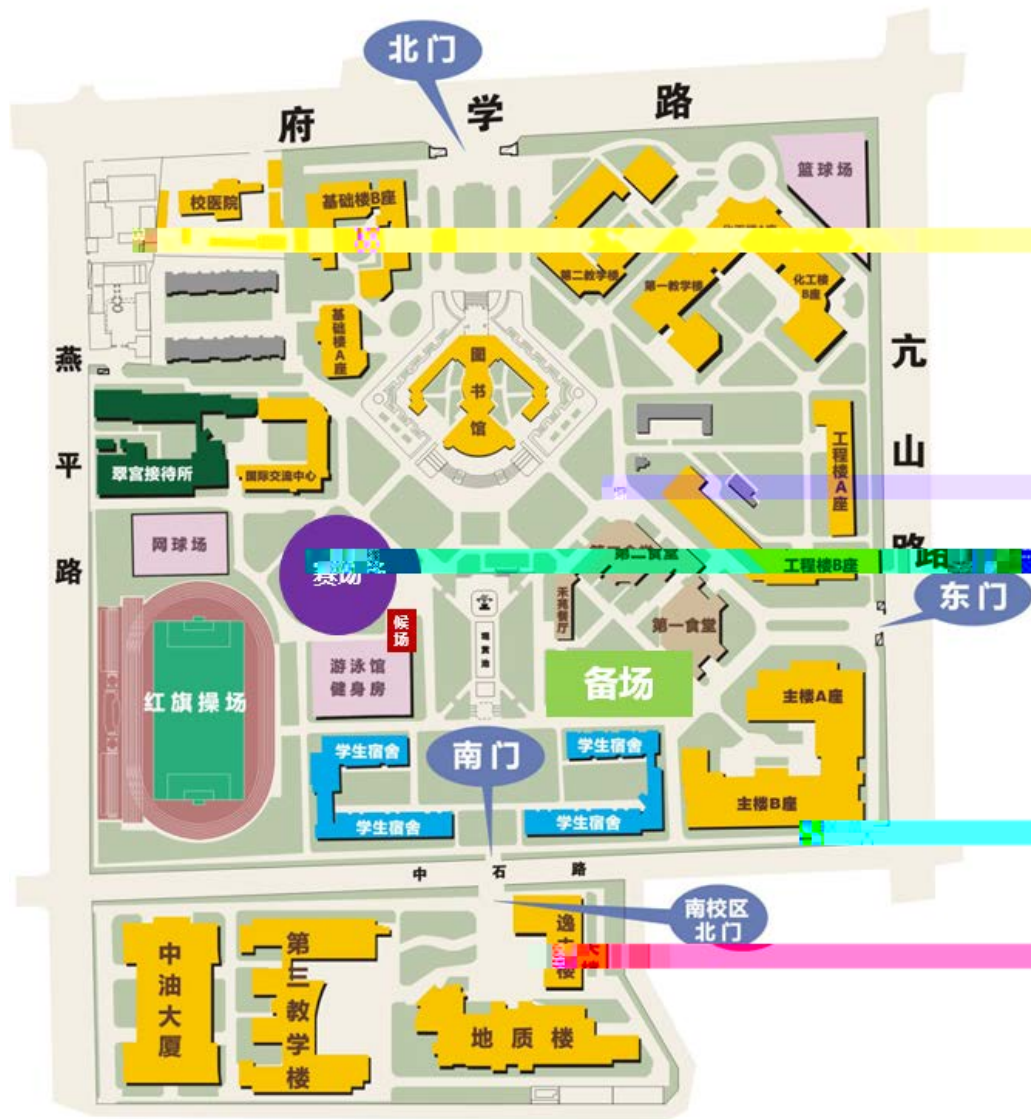 北门
府学路
篮球场
校医院
基础楼B座
第二教学楼
第一教学楼
化工楼
B座
基础楼A座
图书馆
燕平路
亢山路
翠宫接待所
国际交流中心
工程楼A座
网球场
赛场
第二食堂
工程楼B座
东门
候场
禾苑餐厅
第一食堂
游泳馆
健身房
备场
红旗操场
主楼A座
学生宿舍
南门
学生宿舍
主楼B座
学生宿舍
学生宿舍
中石路
南校区
北门
中油大厦
第三教学楼
地质楼